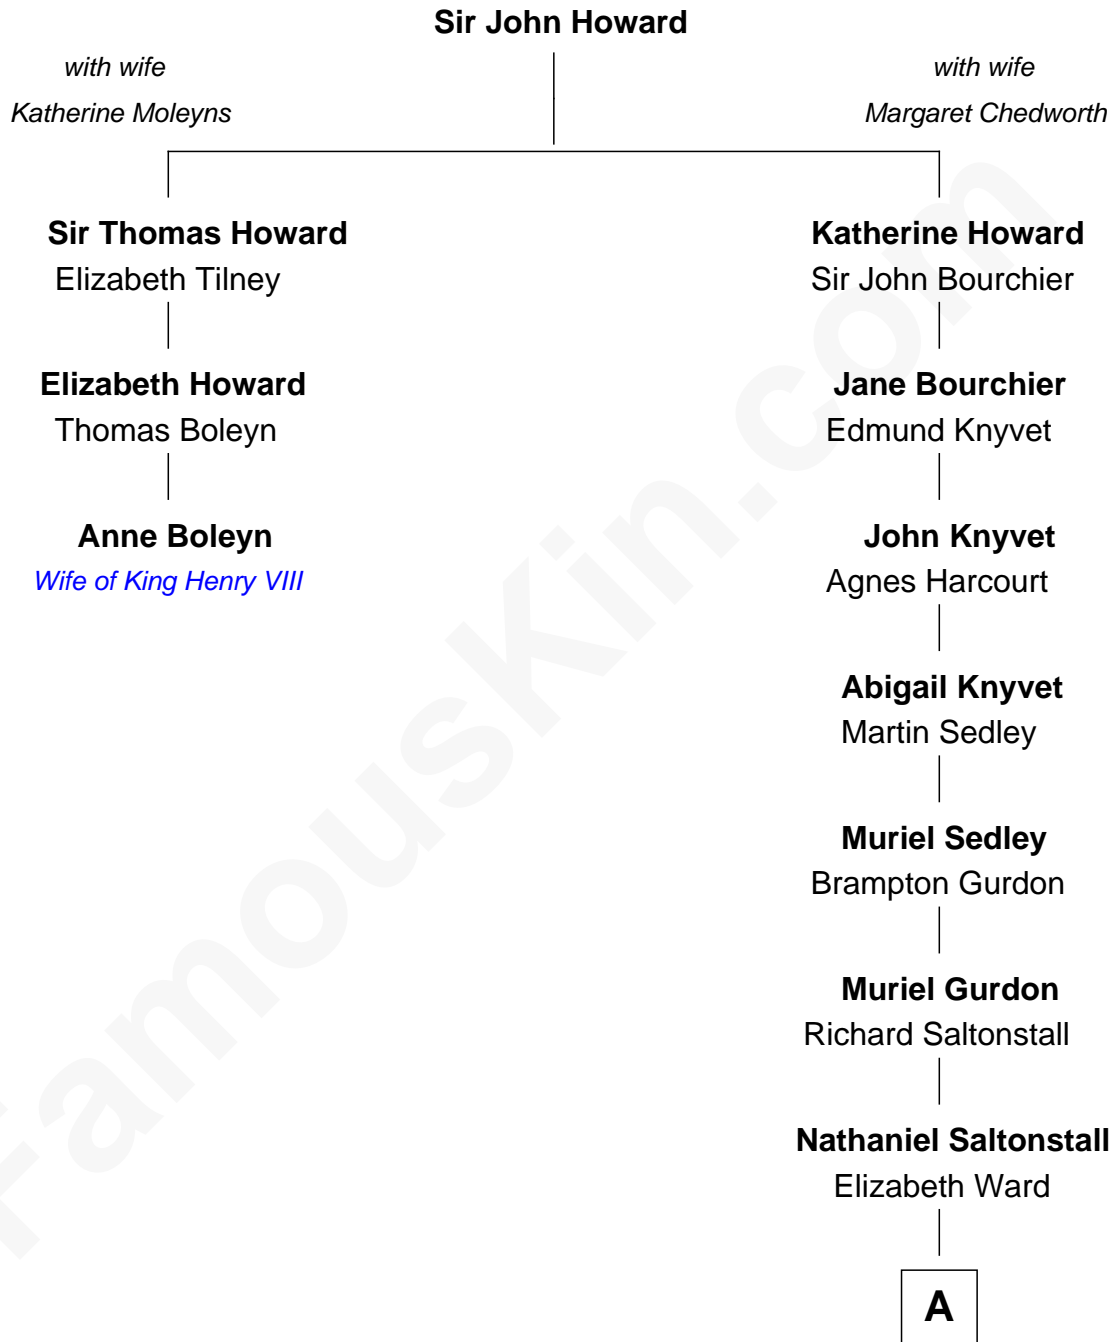 Sir John Howard
with wife
Katherine Moleyns
with wife
Margaret Chedworth
Sir Thomas Howard
Elizabeth Tilney
Katherine Howard
Sir John Bourchier
Elizabeth Howard
Thomas Boleyn
Jane Bourchier
Edmund Knyvet
Anne Boleyn
Wife of King Henry VIII
John Knyvet
Agnes Harcourt
Abigail Knyvet
Martin Sedley
Muriel Sedley
Brampton Gurdon
Muriel Gurdon
Richard Saltonstall
Nathaniel Saltonstall
Elizabeth Ward
A
FamousKin.com